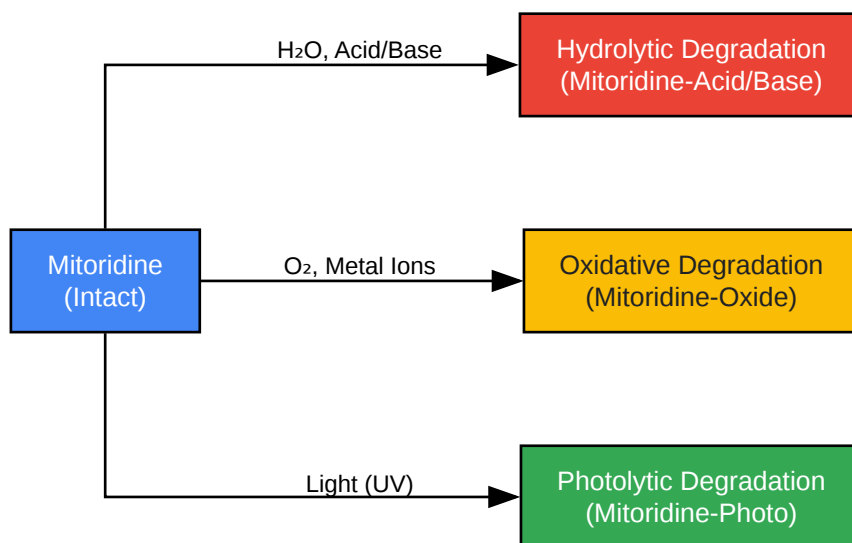 H₂O, Acid/Base
Hydrolytic Degradation
(Mitoridine-Acid/Base)
Mitoridine
(Intact)
O₂, Metal Ions
Oxidative Degradation
(Mitoridine-Oxide)
Light (UV)
Photolytic Degradation
(Mitoridine-Photo)